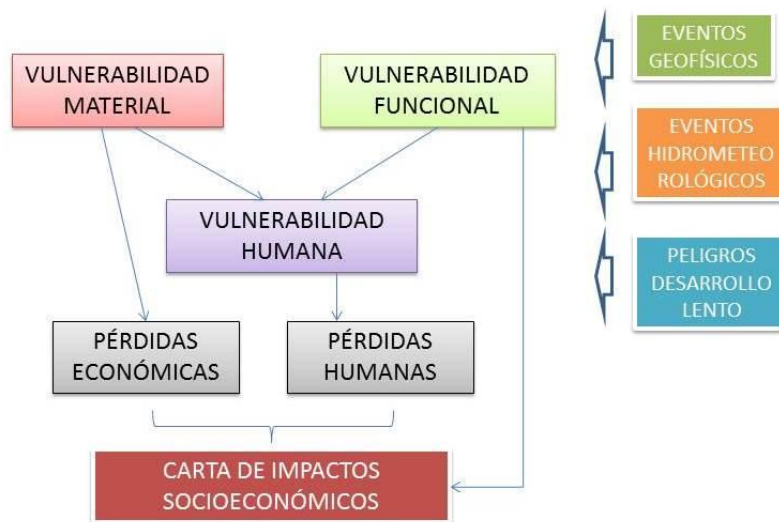 VULNERABILIDAD
MATERIAL
VULNERABILIDAD
FUNCIONAL
EVENTOS
GEOFÍSICOS
EVENTOS
HIDROMETEO
ROLÓGICOS
VULNERABILIDAD
HUMANA
PELIGROS
DESARROLLO
LENTO
PÉRDIDAS
ECONÓMICAS
PÉRDIDAS
HUMANAS
CARTA DE IMPACTOS
SOCIOECONÓMICOS